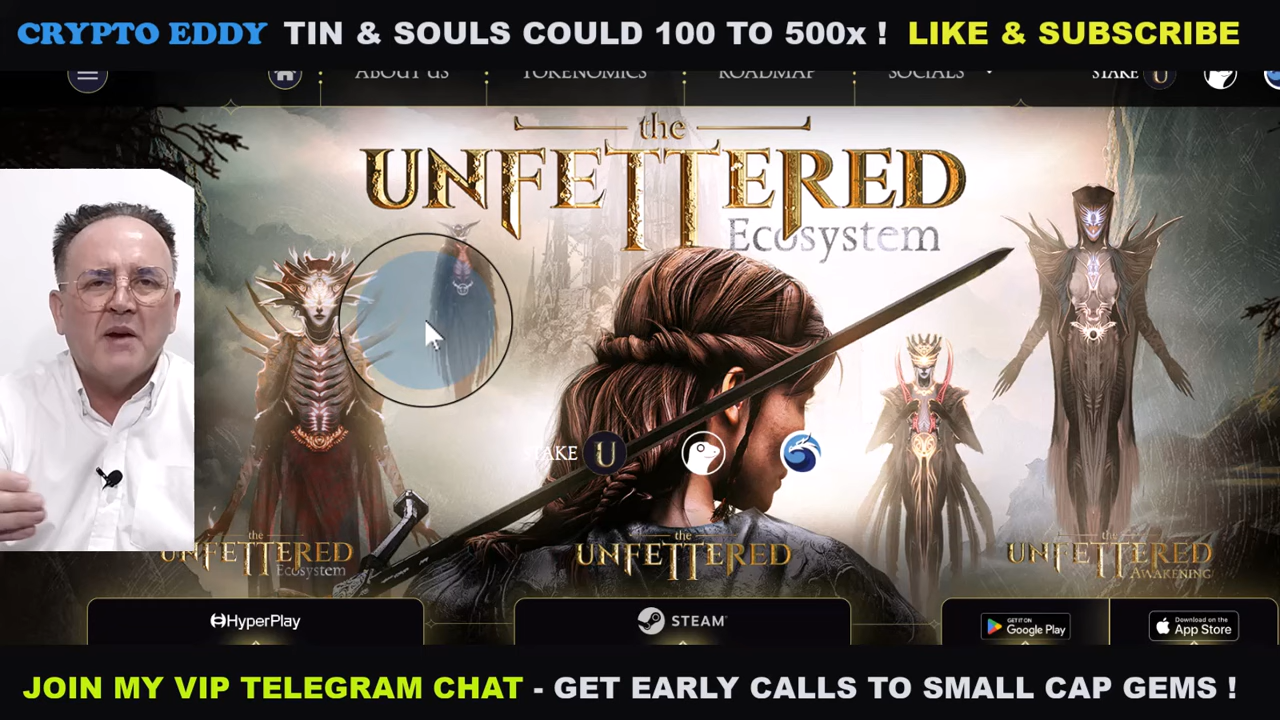 CRYPTO EDDY TIN & SOULS COULD 100 TO 500x ! LIKE & SUBSCRIBE
ABOUT US TOKENOMICS ROADMAP SOCIALS STAKE U
the
UNFETTERED
Ecosystem
STAKE U
the
UNFETTERED
Ecosystem
the
UNFETTERED
the
UNFETTERED
AWAKENING
HyperPlay
STEAM
GET IT ON
Google Play
Download on the
App Store
JOIN MY VIP TELEGRAM CHAT - GET EARLY CALLS TO SMALL CAP GEMS !